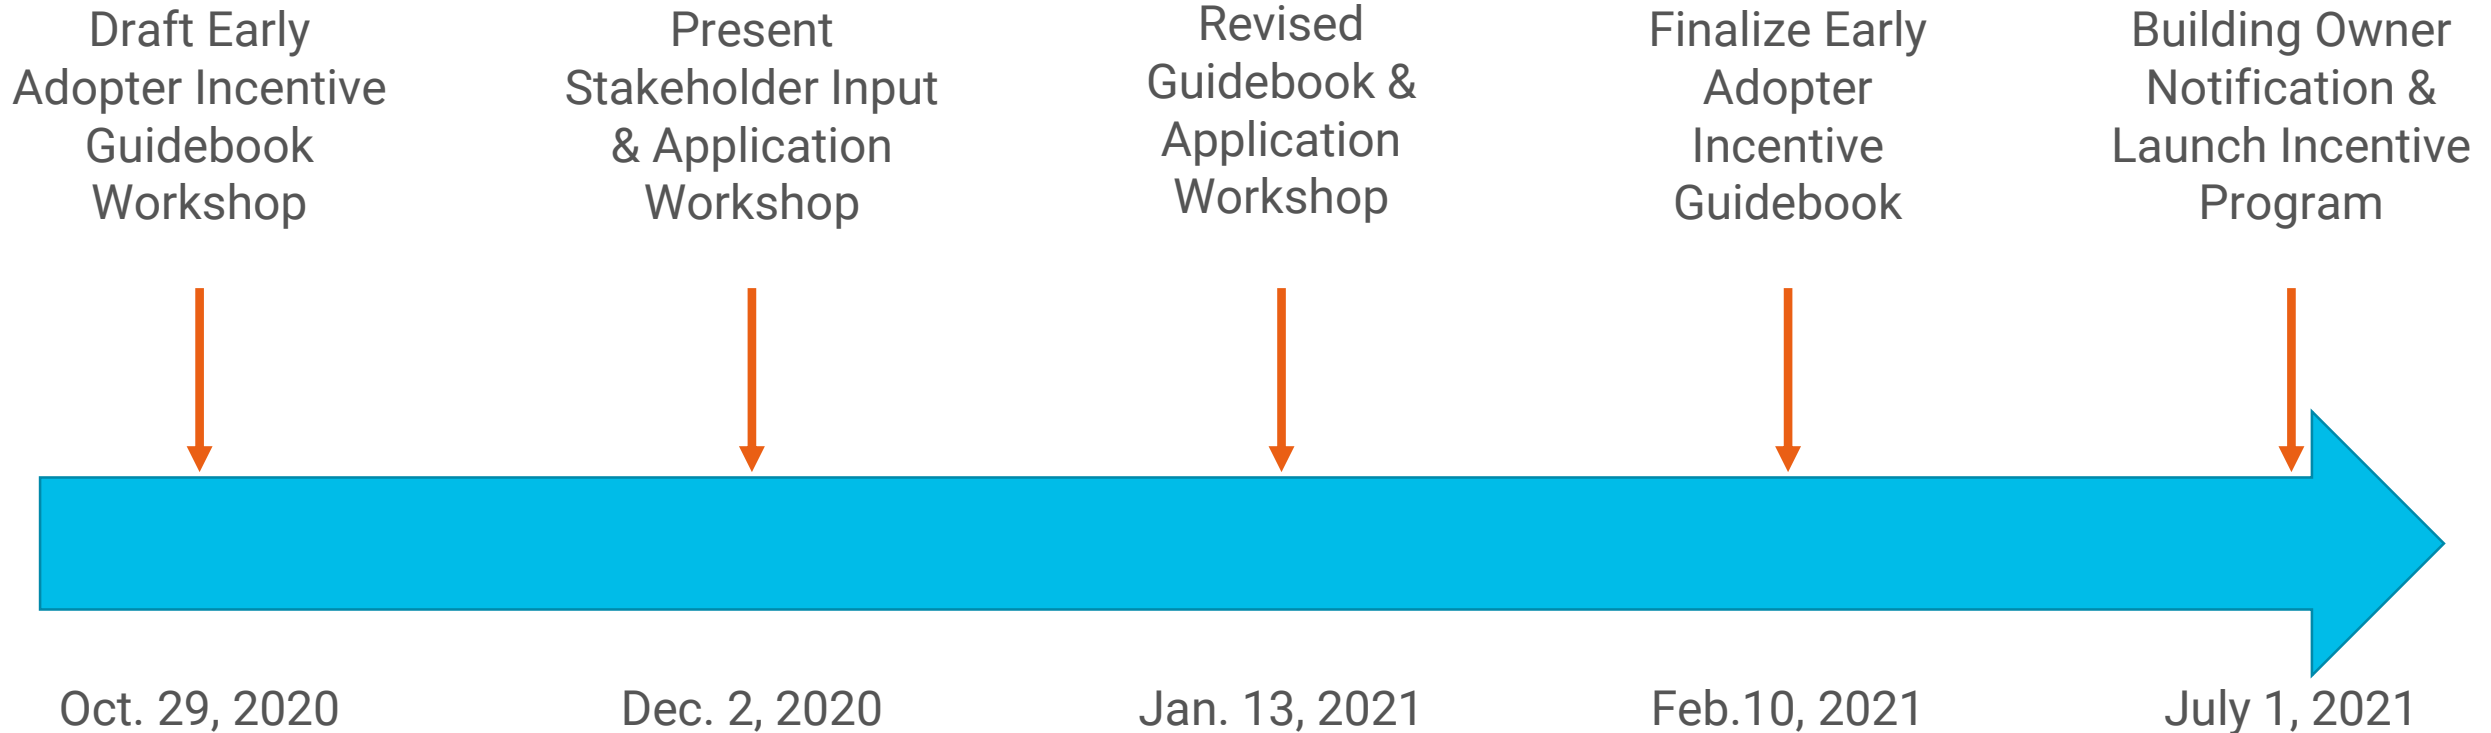 Draft Early
Adopter Incentive
Guidebook
Workshop
Present
Stakeholder Input
& Application
Workshop
Revised
Guidebook &
Application
Workshop
Finalize Early
Adopter
Incentive
Guidebook
Building Owner
Notification &
Launch Incentive
Program
Oct. 29, 2020
Dec. 2, 2020
Jan. 13, 2021
Feb.10, 2021
July 1, 2021